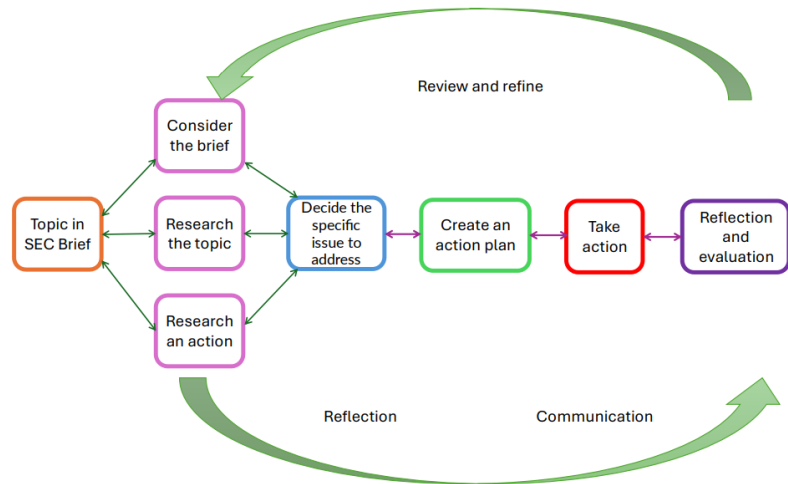 Review and refine
Consider
the brief
Topic in
SEC Brief
Research
the topic
Decide the
specific
issue to
address
Create an
action plan
Take
action
Reflection
and
evaluation
Research
an action
Reflection
Communication